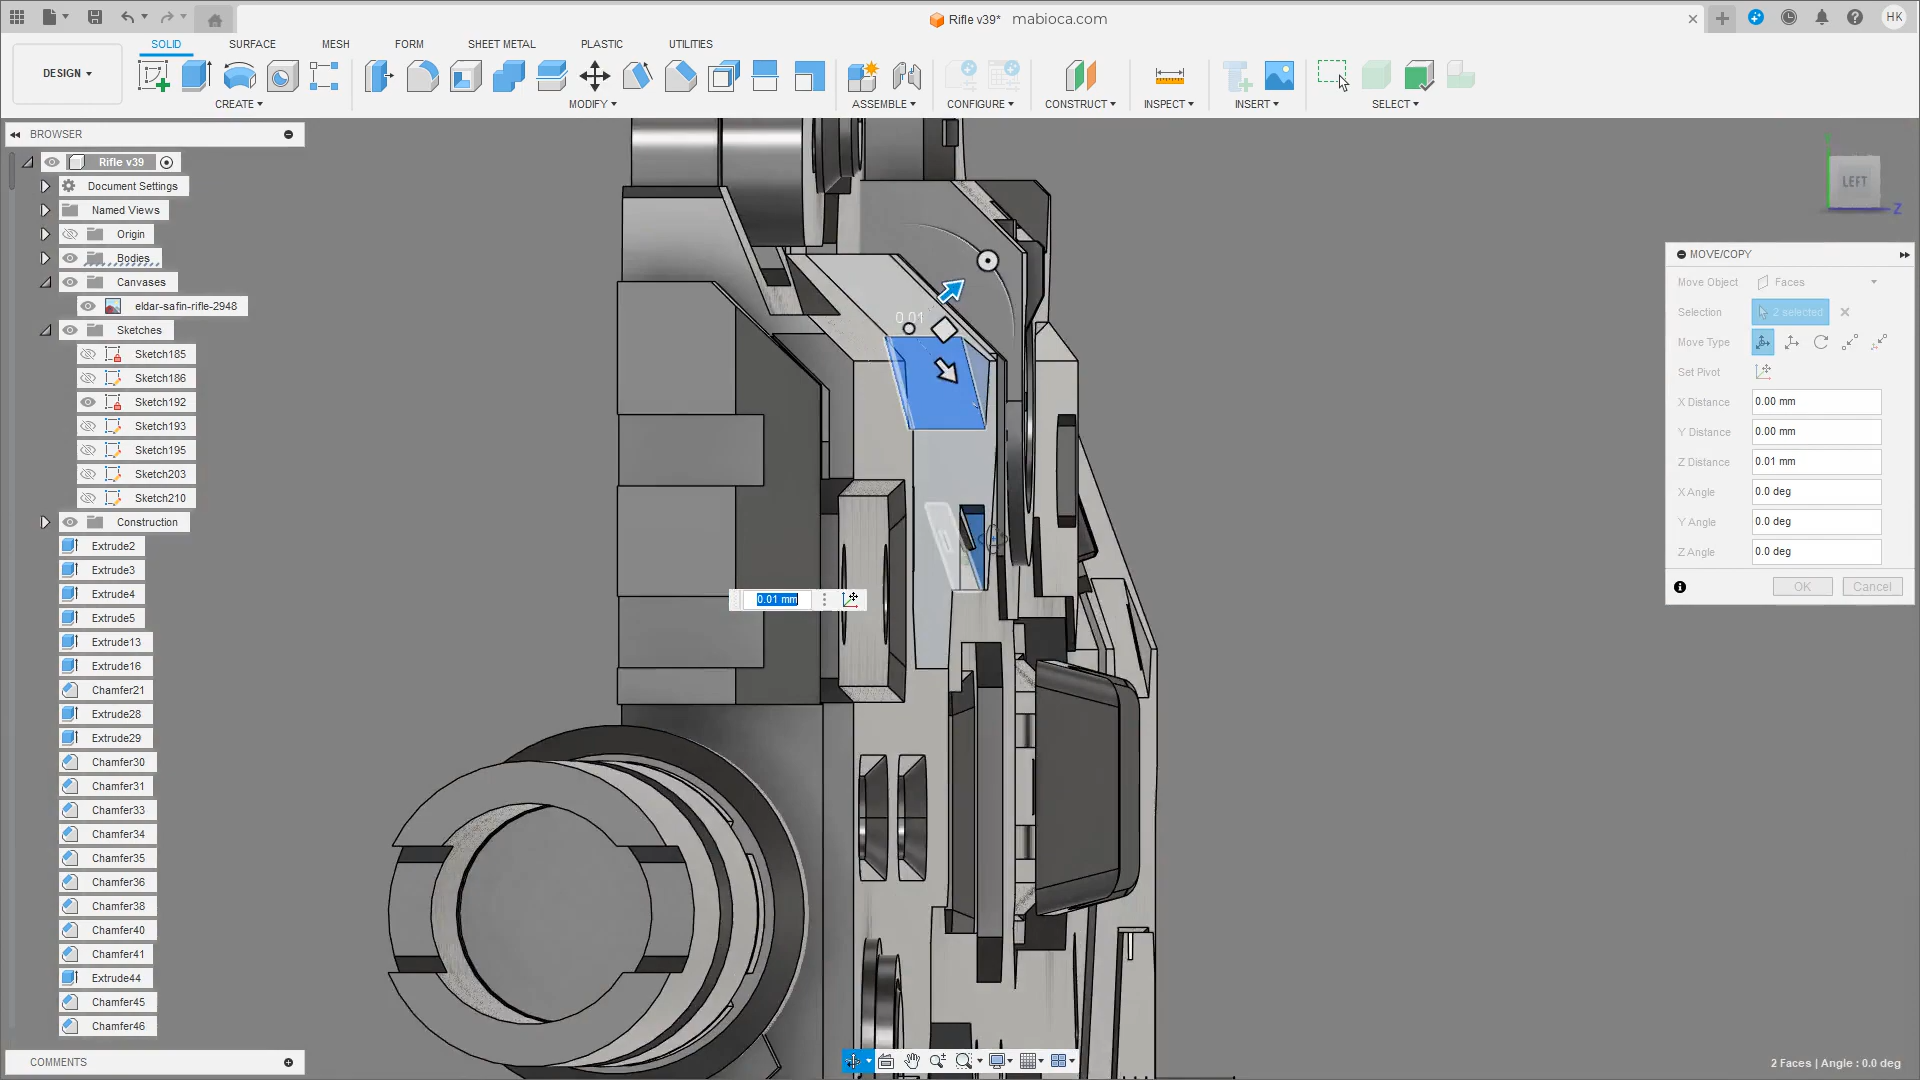 Rifle v39*
mabioca.com
HK
DESIGN
SOLID
SURFACE
MESH
FORM
SHEET METAL
PLASTIC
UTILITIES
CREATE
MODIFY
ASSEMBLE
CONFIGURE
CONSTRUCT
INSPECT
INSERT
SELECT
BROWSER
Rifle v39
Document Settings
Named Views
Origin
Bodies
Canvases
eldar-safin-rifle-2948
Sketches
Sketch185
Sketch186
Sketch192
Sketch193
Sketch195
Sketch203
Sketch210
Construction
Extrude2
Extrude3
Extrude4
Extrude5
Extrude13
Extrude16
Chamfer21
Extrude28
Extrude29
Chamfer30
Chamfer31
Chamfer33
Chamfer34
Chamfer35
Chamfer36
Chamfer38
Chamfer40
Chamfer41
Extrude44
Chamfer45
Chamfer46
COMMENTS
0.01
0.01 mm
LEFT
Z
MOVE/COPY
Move Object Faces
Selection 2 selected
Move Type
Set Pivot
X Distance 0.00 mm
Y Distance 0.00 mm
Z Distance 0.01 mm
X Angle 0.0 deg
Y Angle 0.0 deg
Z Angle 0.0 deg
OK Cancel
2 Faces | Angle : 0.0 deg